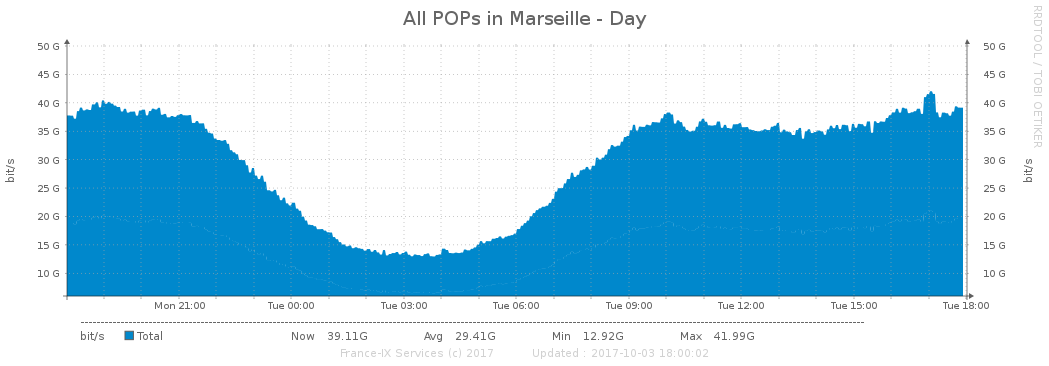 All POPs in Marseille - Day
RRDTOOL / TOBI OETIKER
bit/s
50 G 50 G
45 G 45 G
40 G 40 G
35 G 35 G
30 G 30 G
25 G 25 G
20 G 20 G
15 G 15 G
10 G 10 G
bit/s
Mon 21:00 Tue 00:00 Tue 03:00 Tue 06:00 Tue 09:00 Tue 12:00 Tue 15:00 Tue 18:00
bit/s Total Now 39.11G Avg 29.41G Min 12.92G Max 41.99G
France-IX Services (c) 2017 Updated : 2017-10-03 18:00:02